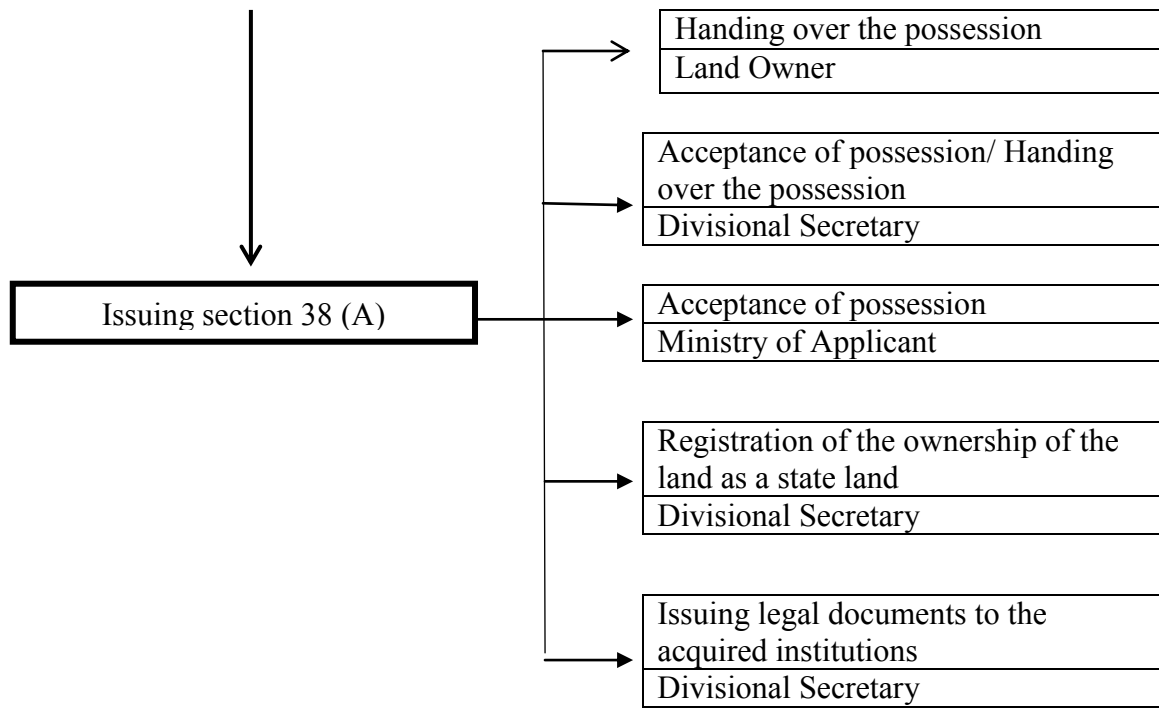 Handing over the possession
Land Owner
Acceptance of possession/ Handing
over the possession
Divisional Secretary
Issuing section 38 (A)
Acceptance of possession
Ministry of Applicant
Registration of the ownership of the
land as a state land
Divisional Secretary
Issuing legal documents to the
acquired institutions
Divisional Secretary